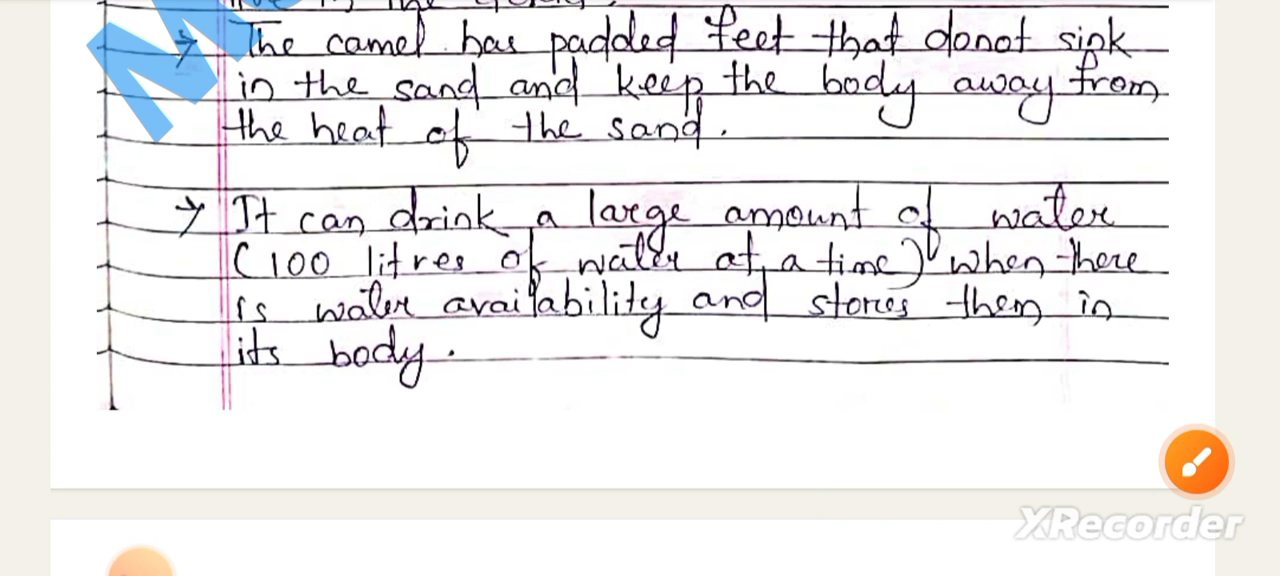 → The camel has padded feet that donot sink
in the sand and keep the body away from
the heat of the sand.
→ It can drink a large amount of water
(100 litres of water at a time) when there
is water availability and stores them in
its body.
XRecorder